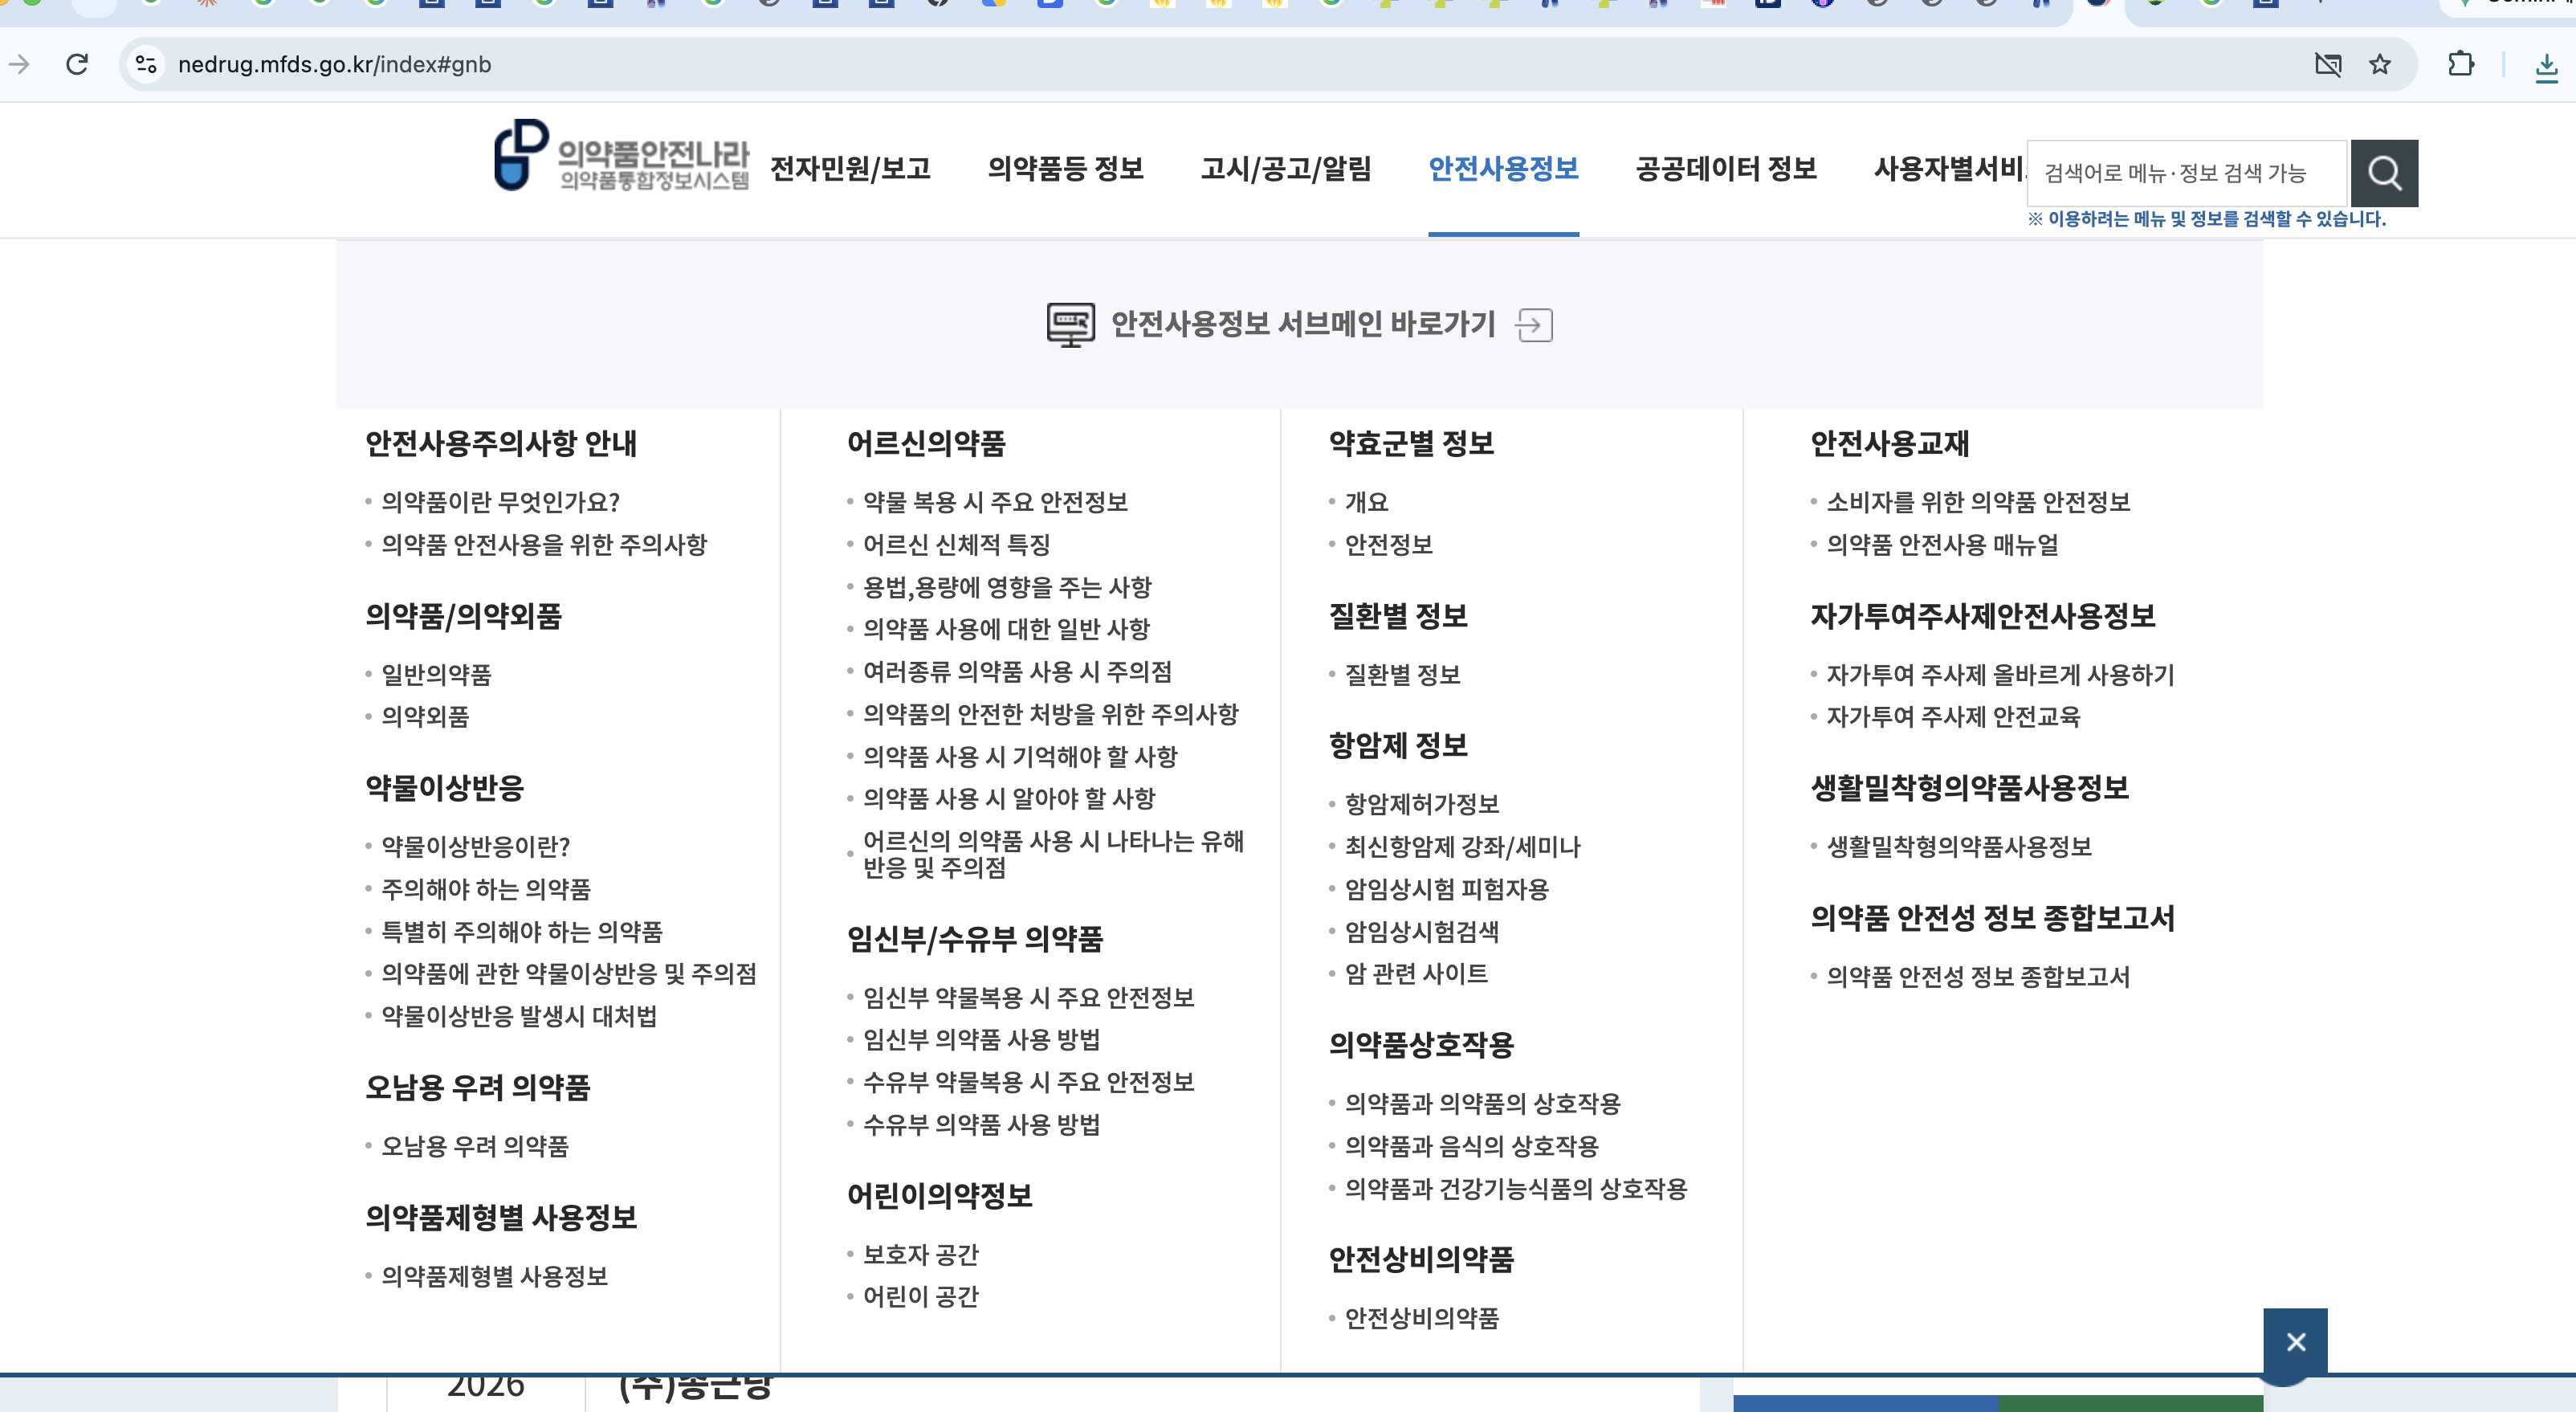 nedrug.mfds.go.kr/index#gnb
의약품안전나라
의약품통합정보시스템
전자민원/보고
의약품등 정보
고시/공고/알림
안전사용정보
공공데이터 정보
사용자별서비
검색어로 메뉴·정보 검색 가능
※ 이용하려는 메뉴 및 정보를 검색할 수 있습니다.
안전사용정보 서브메인 바로가기
안전사용주의사항 안내
의약품이란 무엇인가요?
의약품 안전사용을 위한 주의사항
의약품/의약외품
일반의약품
의약외품
약물이상반응
약물이상반응이란?
주의해야 하는 의약품
특별히 주의해야 하는 의약품
의약품에 관한 약물이상반응 및 주의점
약물이상반응 발생시 대처법
오남용 우려 의약품
오남용 우려 의약품
의약품제형별 사용정보
의약품제형별 사용정보
어르신의약품
약물 복용 시 주요 안전정보
어르신 신체적 특징
용법,용량에 영향을 주는 사항
의약품 사용에 대한 일반 사항
여러종류 의약품 사용 시 주의점
의약품의 안전한 처방을 위한 주의사항
의약품 사용 시 기억해야 할 사항
의약품 사용 시 알아야 할 사항
어르신의 의약품 사용 시 나타나는 유해
반응 및 주의점
임신부/수유부 의약품
임신부 약물복용 시 주요 안전정보
임신부 의약품 사용 방법
수유부 약물복용 시 주요 안전정보
수유부 의약품 사용 방법
어린이의약정보
보호자 공간
어린이 공간
약효군별 정보
개요
안전정보
질환별 정보
질환별 정보
항암제 정보
항암제허가정보
최신항암제 강좌/세미나
암임상시험 피험자용
암임상시험검색
암 관련 사이트
의약품상호작용
의약품과 의약품의 상호작용
의약품과 음식의 상호작용
의약품과 건강기능식품의 상호작용
안전상비의약품
안전상비의약품
안전사용교재
소비자를 위한 의약품 안전정보
의약품 안전사용 매뉴얼
자가투여주사제안전사용정보
자가투여 주사제 올바르게 사용하기
자가투여 주사제 안전교육
생활밀착형의약품사용정보
생활밀착형의약품사용정보
의약품 안전성 정보 종합보고서
의약품 안전성 정보 종합보고서
2026
(주)종근당